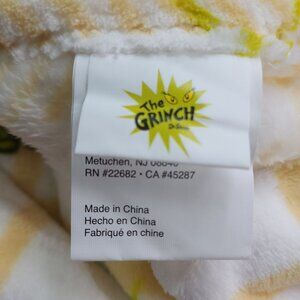 The
GRINCH
Dr. Seuss
Metuchen, NJ 08840
RN #22682 • CA #45287
Made in China
Hecho en China
Fabriqué en chine